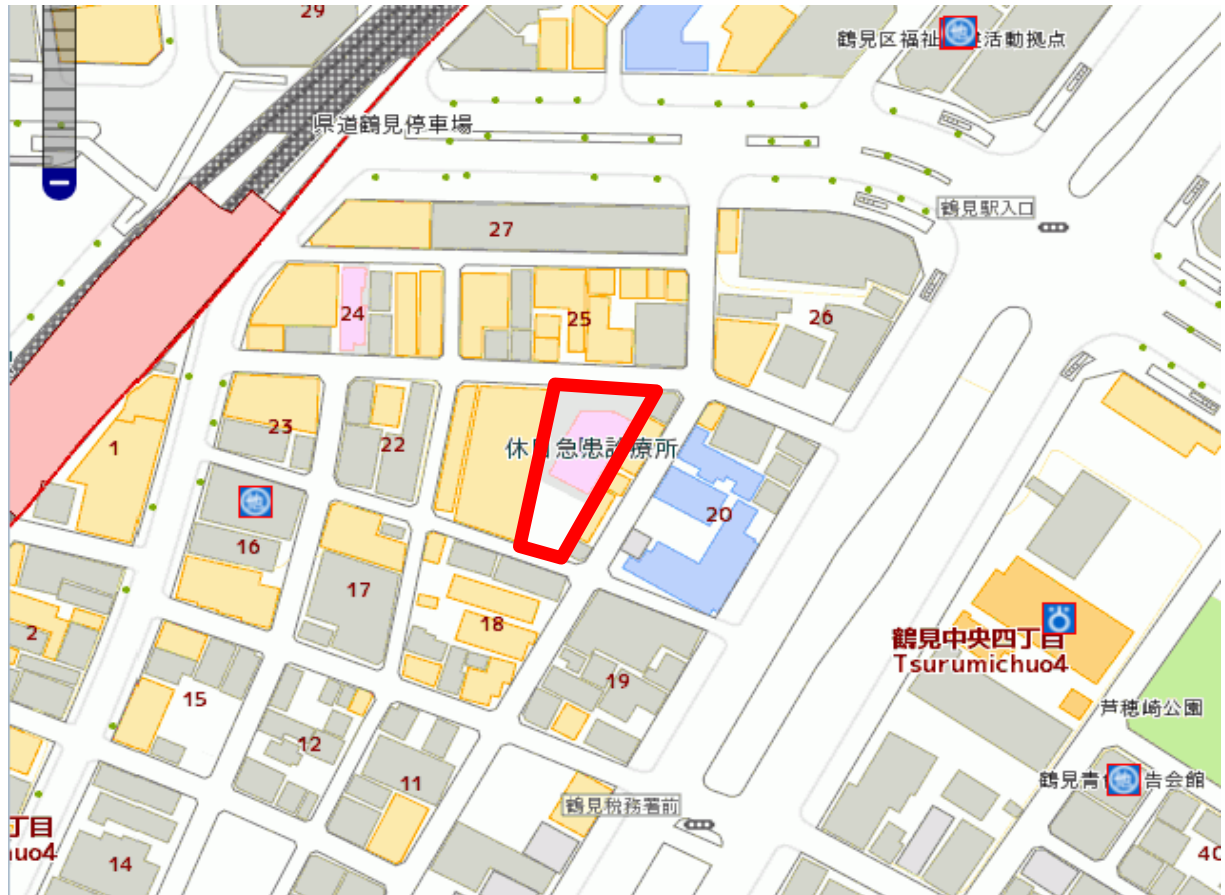 29
鶴見区福祉
活動拠点
県道鶴見停車場
鶴見駅入口
27
24
25
26
1
23
22
休日急患診療所
20
他
16
17
18
2
鶴見中央四丁目
Tsurumichuo4
19
15
芦穂崎公園
12
11
鶴見青
他
告会館
鶴見税務署前
丁目
uo4
14
40